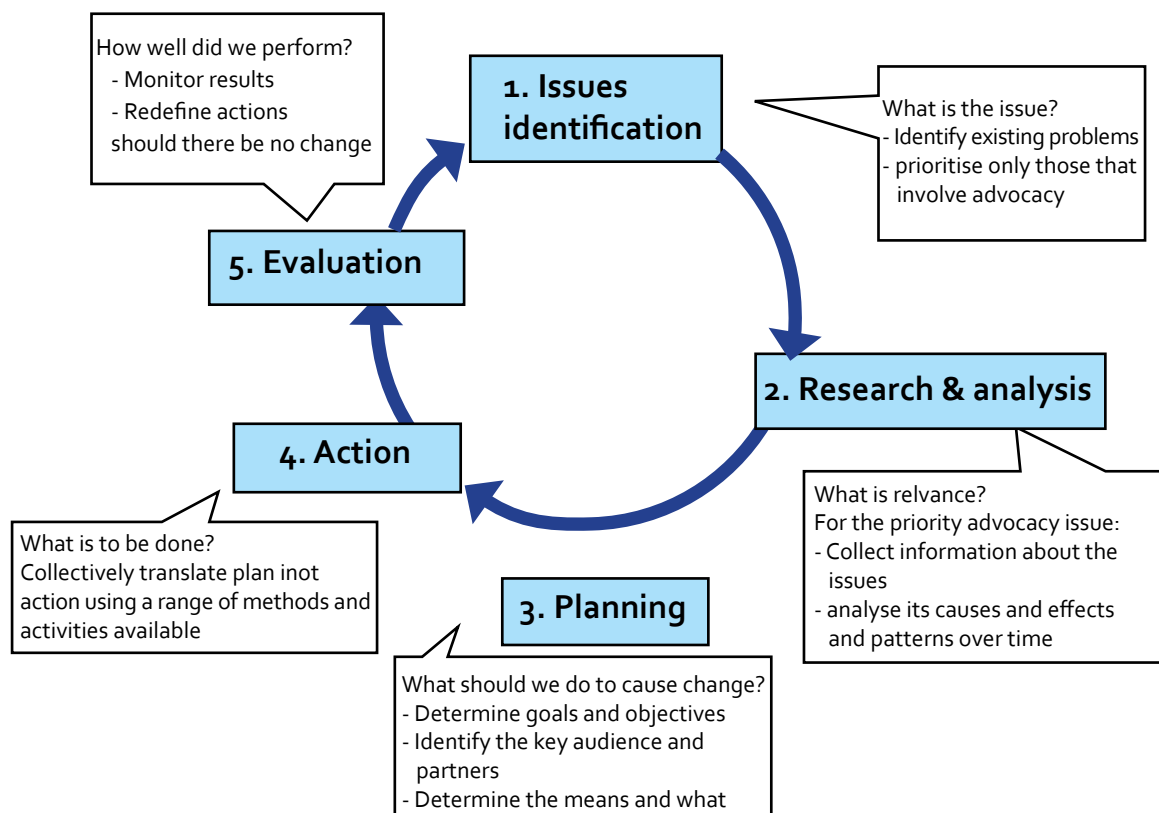 How well did we perform?
- Monitor results
- Redefine actions
should there be no change
1. Issues
identification
What is the issue?
- Identify existing problems
- prioritise only those that
involve advocacy
5. Evaluation
2. Research & analysis
4. Action
What is relvance?
For the priority advocacy issue:
- Collect information about the
issues
- analyse its causes and effects
and patterns over time
What is to be done?
Collectively translate plan inot
action using a range of methods and
activities available
3. Planning
What should we do to cause change?
- Determine goals and objectives
- Identify the key audience and
partners
- Determine the means and what